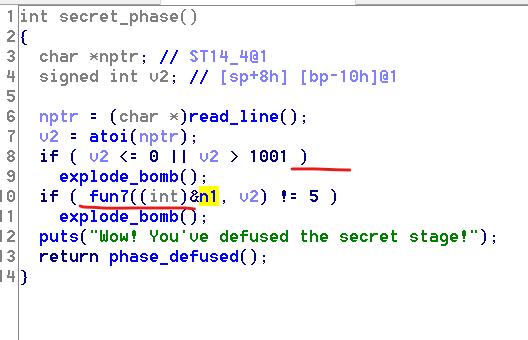 1 int secret_phase()
2 {
3 char *nptr; // ST14_4@1
4 signed int v2; // [sp+8h] [bp-10h]@1
5
6 nptr = (char *)read_line();
7 v2 = atoi(nptr);
8 if ( v2 <= 0 || v2 > 1001 )
9 explode_bomb();
10 if ( fun7((int)&n1, v2) != 5 )
11 explode_bomb();
12 puts("Wow! You've defused the secret stage!");
13 return phase_defused();
14 }